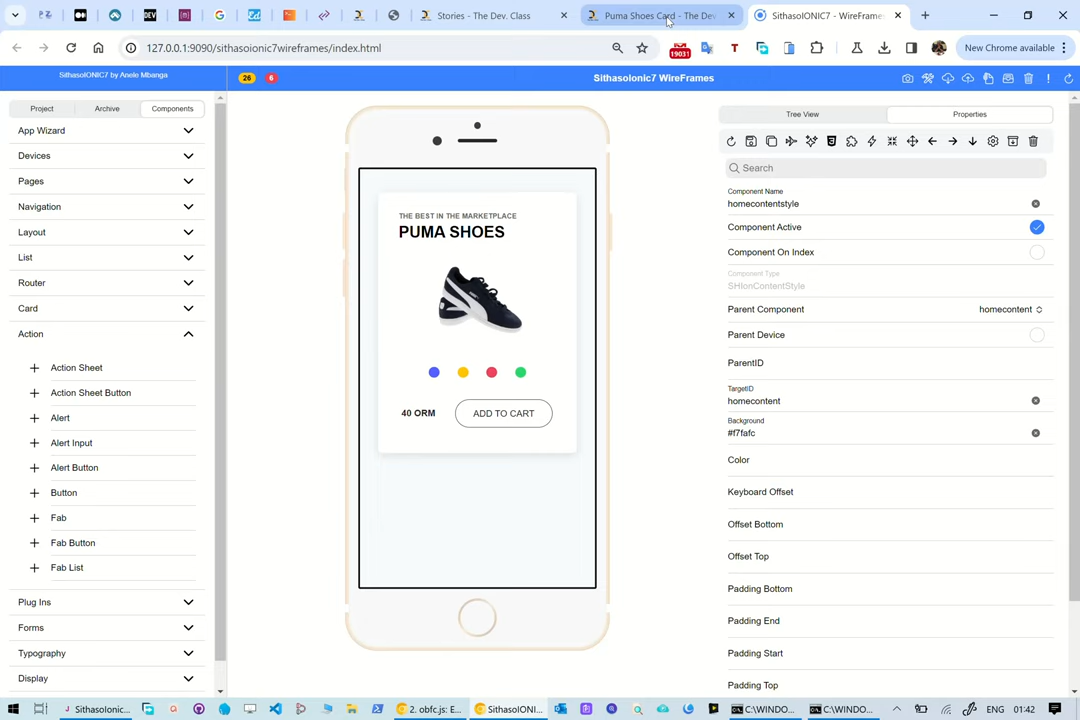 Stories - The Dev. Class
Puma Shoes Card - The Dev
SithasoIONIC7 - WireFrames
127.0.0.1:9090/sithasoionic7wireframes/index.html
19031
New Chrome available
SithasoIONIC7 by Anele Mbanga
26
6
SithasoIonic7 WireFrames
Project
Archive
Components
App Wizard
Devices
Pages
Navigation
Layout
List
Router
Card
Action
Action Sheet
Action Sheet Button
Alert
Alert Input
Alert Button
Button
Fab
Fab Button
Fab List
Plug Ins
Forms
Typography
Display
THE BEST IN THE MARKETPLACE
PUMA SHOES
40 ORM
ADD TO CART
Tree View
Properties
Search
Component Name
homecontentstyle
Component Active
Component On Index
Component Type
SHIonContentStyle
Parent Component
homecontent
Parent Device
ParentID
TargetID
homecontent
Background
#f7fafc
Color
Keyboard Offset
Offset Bottom
Offset Top
Padding Bottom
Padding End
Padding Start
Padding Top
Sithasoionic...
2. obfc.js: E...
SithasoIONI...
C:\WINDO...
C:\WINDO...
ENG
01:42